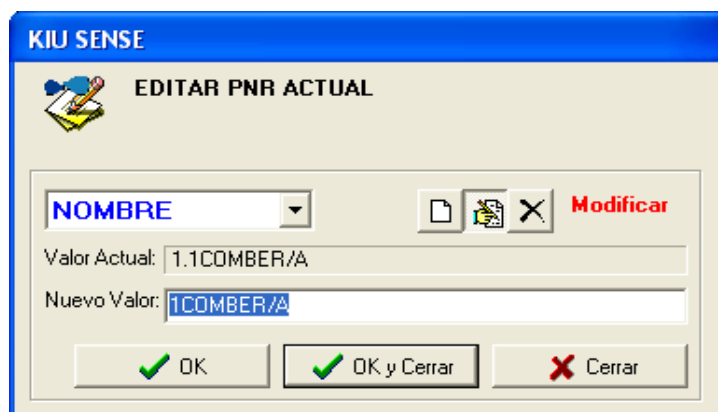 KIU SENSE
EDITAR PNR ACTUAL
NOMBRE Modificar
Valor Actual: 1.1COMBER/A
Nuevo Valor: 1COMBER/A
OK OK y Cerrar Cerrar